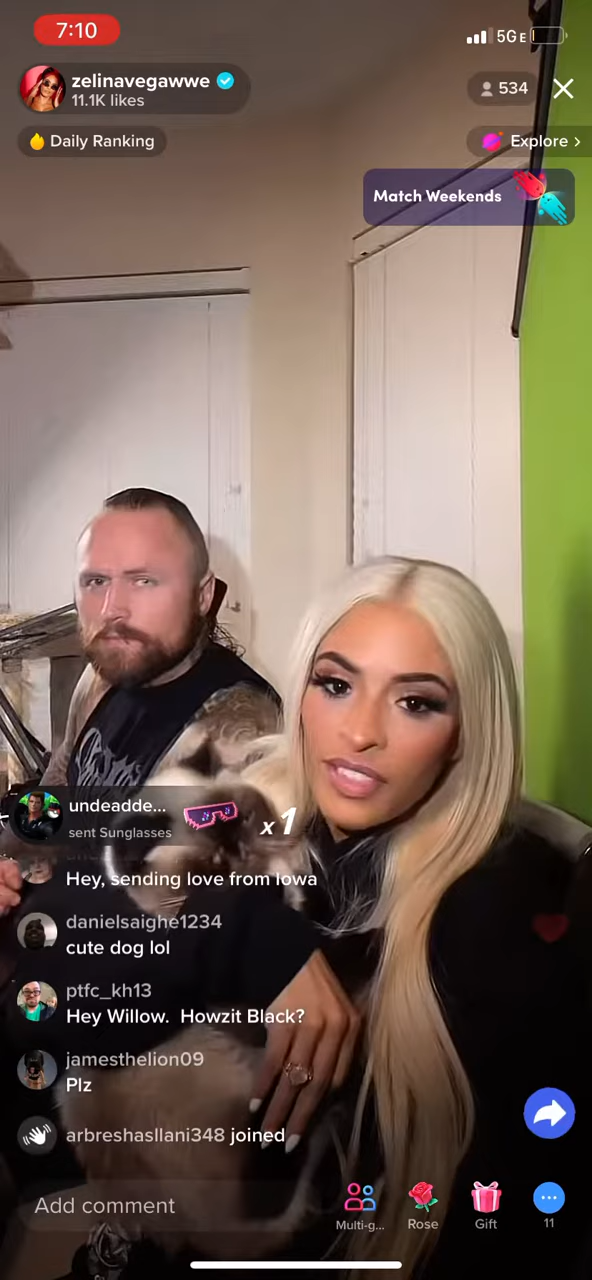 7:10
5GE
zelinavegawwe
11.1K likes
534
Daily Ranking
Explore >
Match Weekends
undeadde...
sent Sunglasses
x1
Hey, sending love from Iowa
danielsaighe1234
cute dog lol
ptfc_kh13
Hey Willow. Howzit Black?
jamesthelion09
Plz
arbreshasllani348 joined
Add comment
Multi-g...
Rose
Gift
11